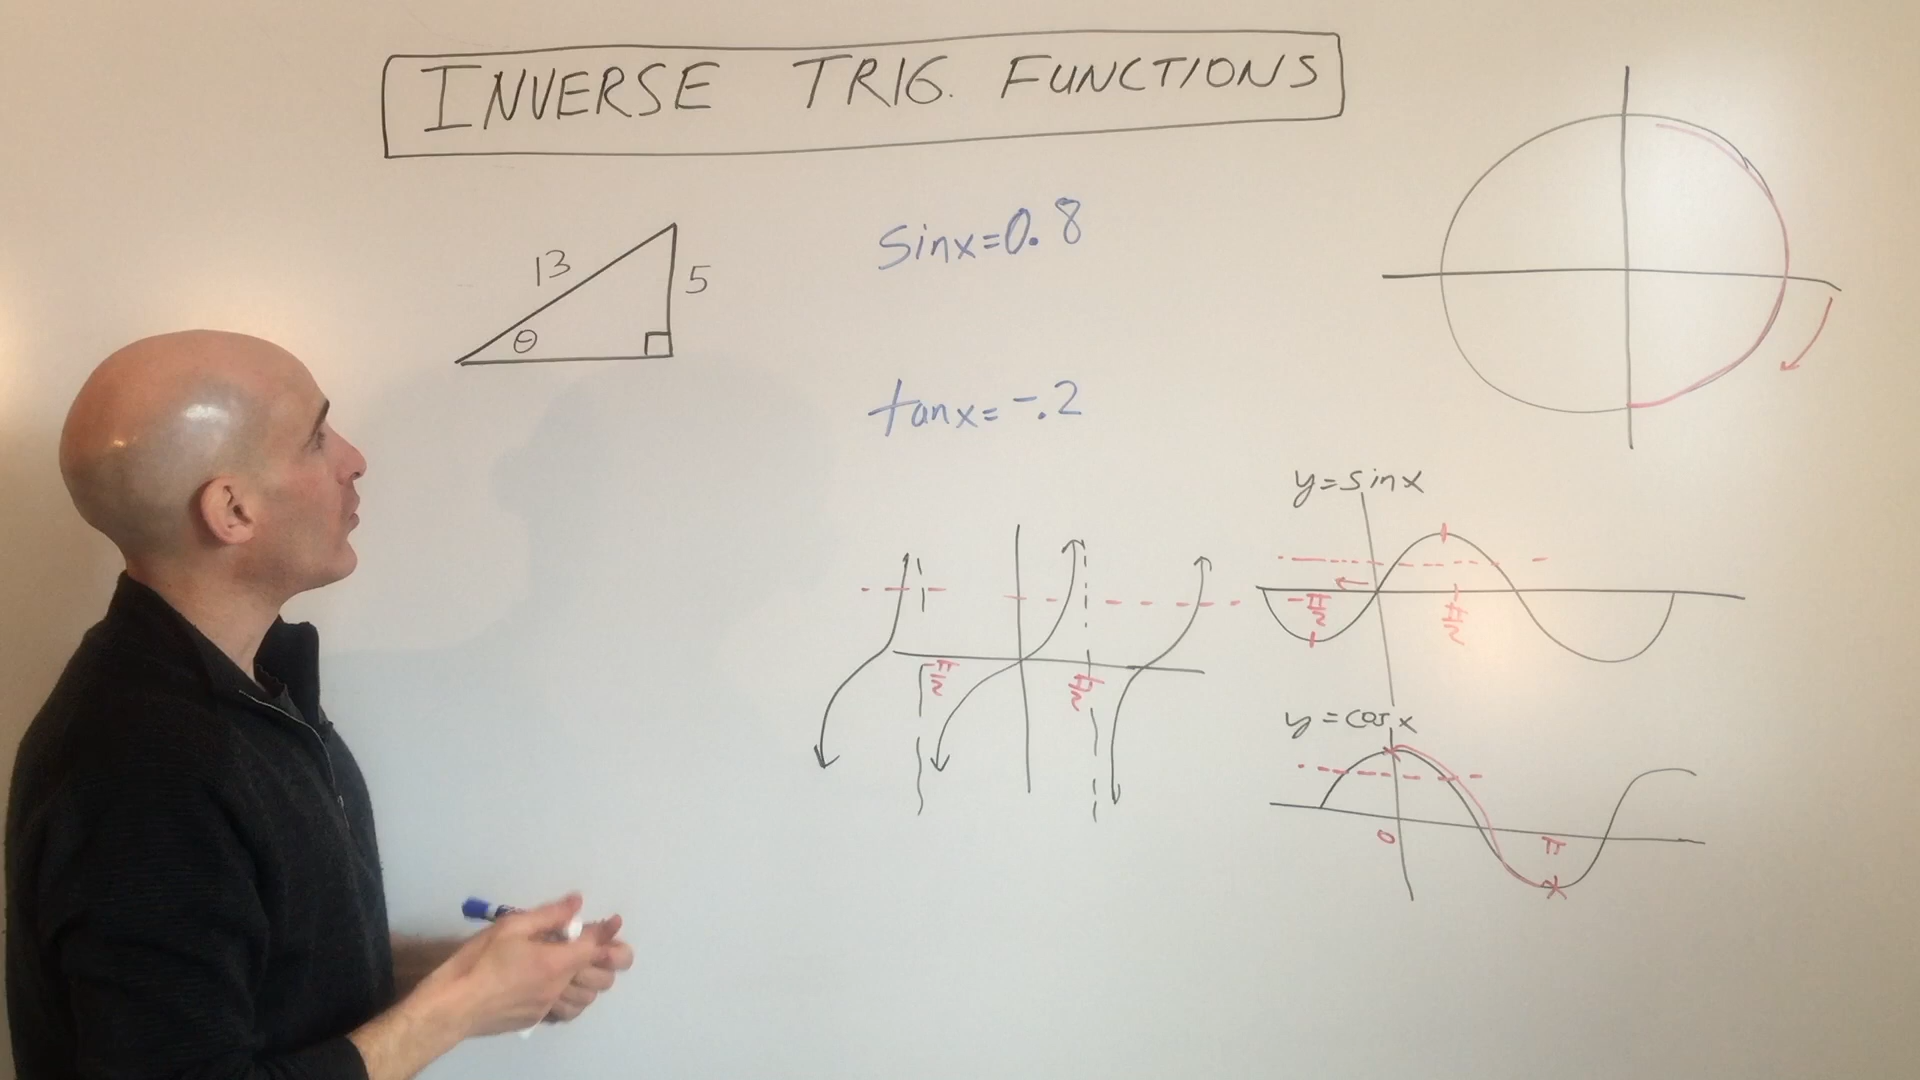 INVERSE TRIG. FUNCTIONS
13
5
θ
sinx=0.8
tanx=-.2
y=sinx
-π/2
π/2
π/2
π/2
y=cosx
0
π